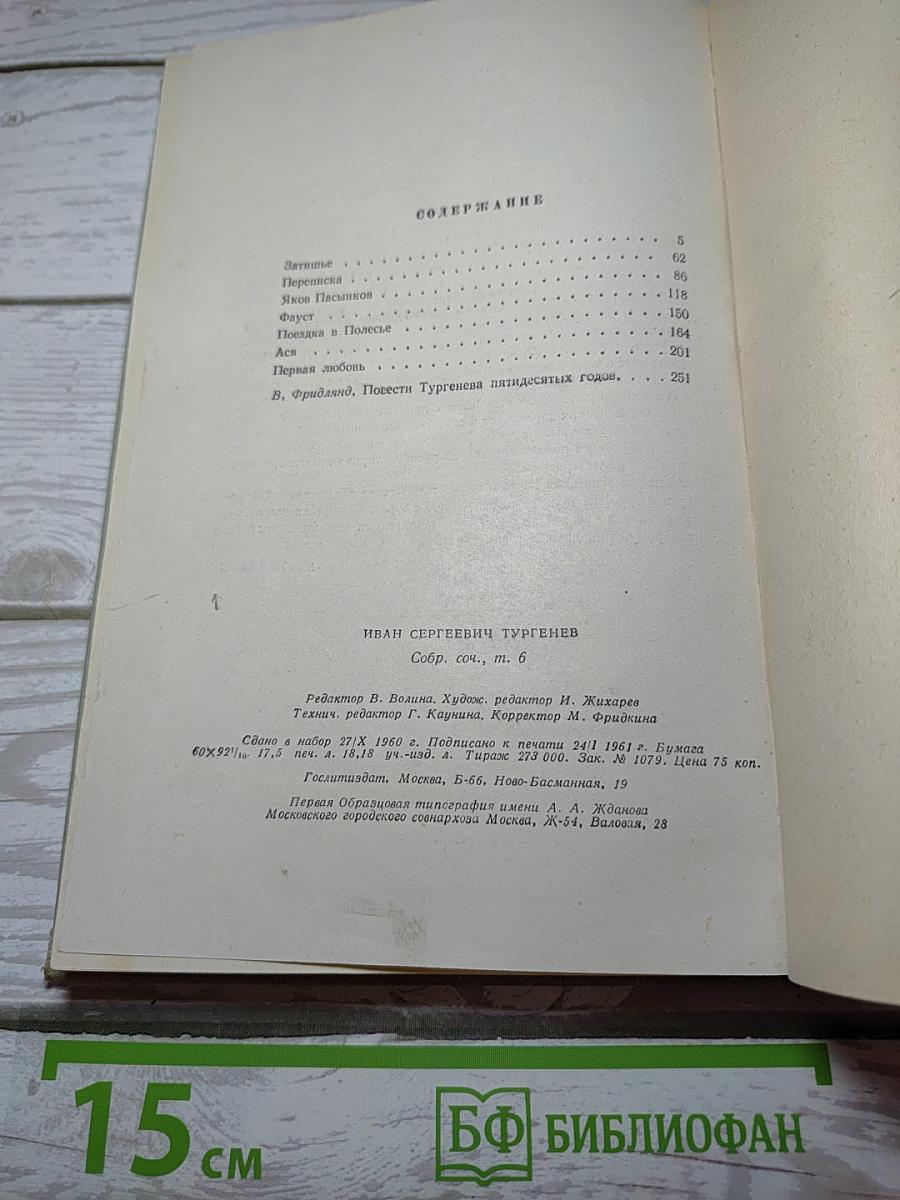 СОДЕРЖАНИЕ
Затишье . . . . . . . . . . . . . . . . . . . . 5
Переписка . . . . . . . . . . . . . . . . . . . . 62
Яков Пасынков . . . . . . . . . . . . . . . . . . 86
Фауст . . . . . . . . . . . . . . . . . . . . 118
Поездка в Полесье . . . . . . . . . . . . . . . . 150
Ася . . . . . . . . . . . . . . . . . . . . 164
Первая любовь . . . . . . . . . . . . . . . . . . 201
В. Фридлянд. Повести Тургенева пятидесятых годов. . . . 251
ИВАН СЕРГЕЕВИЧ ТУРГЕНЕВ
Собр. соч., т. 6
Редактор В. Волина. Худож. редактор И. Жихарев
Технич. редактор Г. Каунина. Корректор М. Фридкина
Сдано в набор 27/X 1960 г. Подписано к печати 24/I 1961 г. Бумага
60×92 1/16. 17,5 печ. л. 18,18 уч.-изд. л. Тираж 273 000. Зак. № 1079. Цена 75 коп.
Гослитиздат, Москва, Б-66, Ново-Басманная, 19
Первая Образцовая типография имени А. А. Жданова
Московского городского совнархоза Москва, Ж-54, Валовая, 28
15 см
БФ БИБЛИОФАН